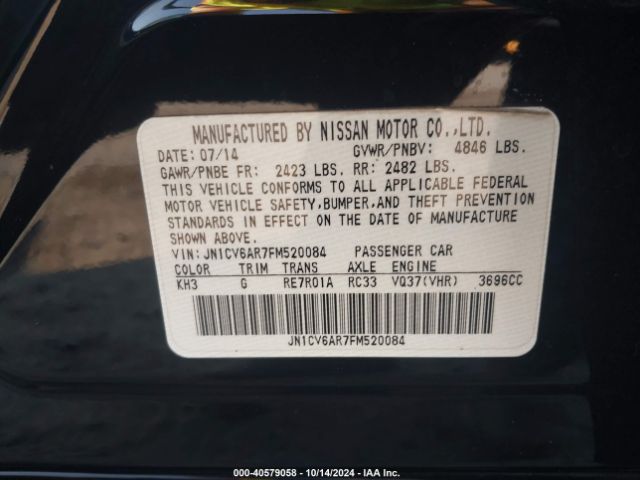 MANUFACTURED BY NISSAN MOTOR CO.,LTD.
DATE: 07/14 GVWR/PNBV: 4846 LBS.
GAWR/PNBE FR: 2423 LBS. RR: 2482 LBS.
THIS VEHICLE CONFORMS TO ALL APPLICABLE FEDERAL
MOTOR VEHICLE SAFETY,BUMPER,AND THEFT PREVENTION
STANDARDS IN EFFECT ON THE DATE OF MANUFACTURE
SHOWN ABOVE.
VIN: JN1CV6AR7FM520084 PASSENGER CAR
COLOR TRIM TRANS AXLE ENGINE
KH3 G RE7R01A RC33 VQ37(VHR) 3696CC
JN1CV6AR7FM520084
000-40579058 - 10/14/2024 - IAAI.COM